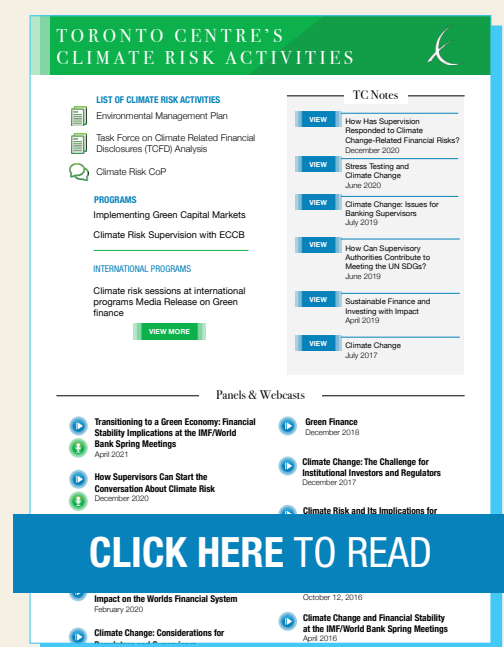 TORONTO CENTRE'S
CLIMATE RISK ACTIVITIES
LIST OF CLIMATE RISK ACTIVITIES
Environmental Management Plan
Task Force on Climate Related Financial
Disclosures (TCFD) Analysis
Climate Risk CoP
PROGRAMS
Implementing Green Capital Markets
Climate Risk Supervision with ECCB
INTERNATIONAL PROGRAMS
Climate risk sessions at international
programs Media Release on Green
finance
VIEW MORE
TC Notes
VIEW
How Has Supervision
Responded to Climate
Change-Related Financial Risks?
December 2020
VIEW
Stress Testing and
Climate Change
June 2020
VIEW
Climate Change: Issues for
Banking Supervisors
July 2019
VIEW
How Can Supervisory
Authorities Contribute to
Meeting the UN SDGs?
June 2019
VIEW
Sustainable Finance and
Investing with Impact
April 2019
VIEW
Climate Change
July 2017
Panels & Webcasts
Transitioning to a Green Economy: Financial
Stability Implications at the IMF/World
Bank Spring Meetings
April 2021
How Supervisors Can Start the
Conversation About Climate Risk
December 2020
Green Finance
December 2018
Climate Change: The Challenge for
Institutional Investors and Regulators
December 2017
Climate Risk and Its Implications for
CLICK HERE TO READ
Impact on the Worlds Financial System
February 2020
Climate Change: Considerations for
October 12, 2016
Climate Change and Financial Stability
at the IMF/World Bank Spring Meetings
April 2016